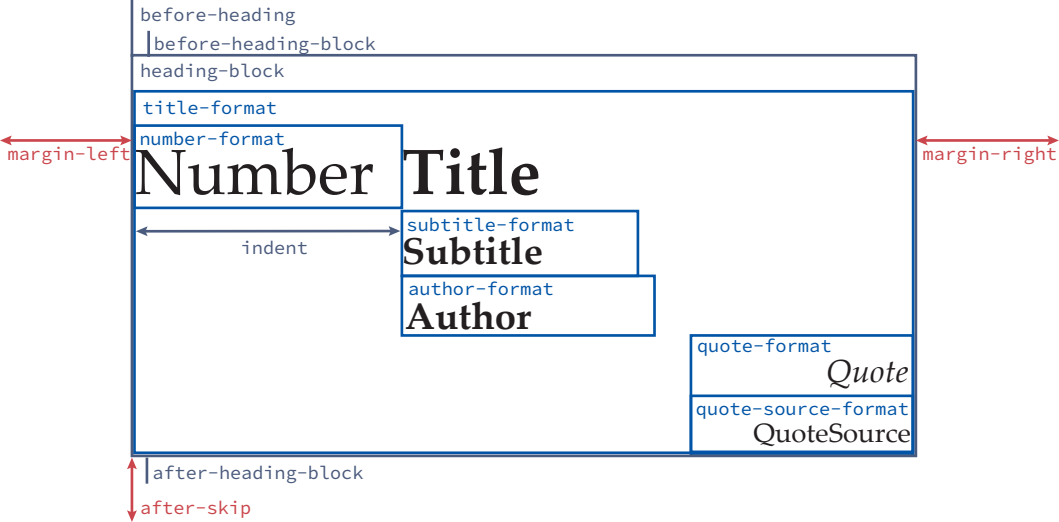 before-heading
before-heading-block
heading-block
title-format
number-format
margin-left
margin-right
Number Title
subtitle-format
indent
Subtitle
author-format
Author
quote-format
Quote
quote-source-format
QuoteSource
after-heading-block
after-skip